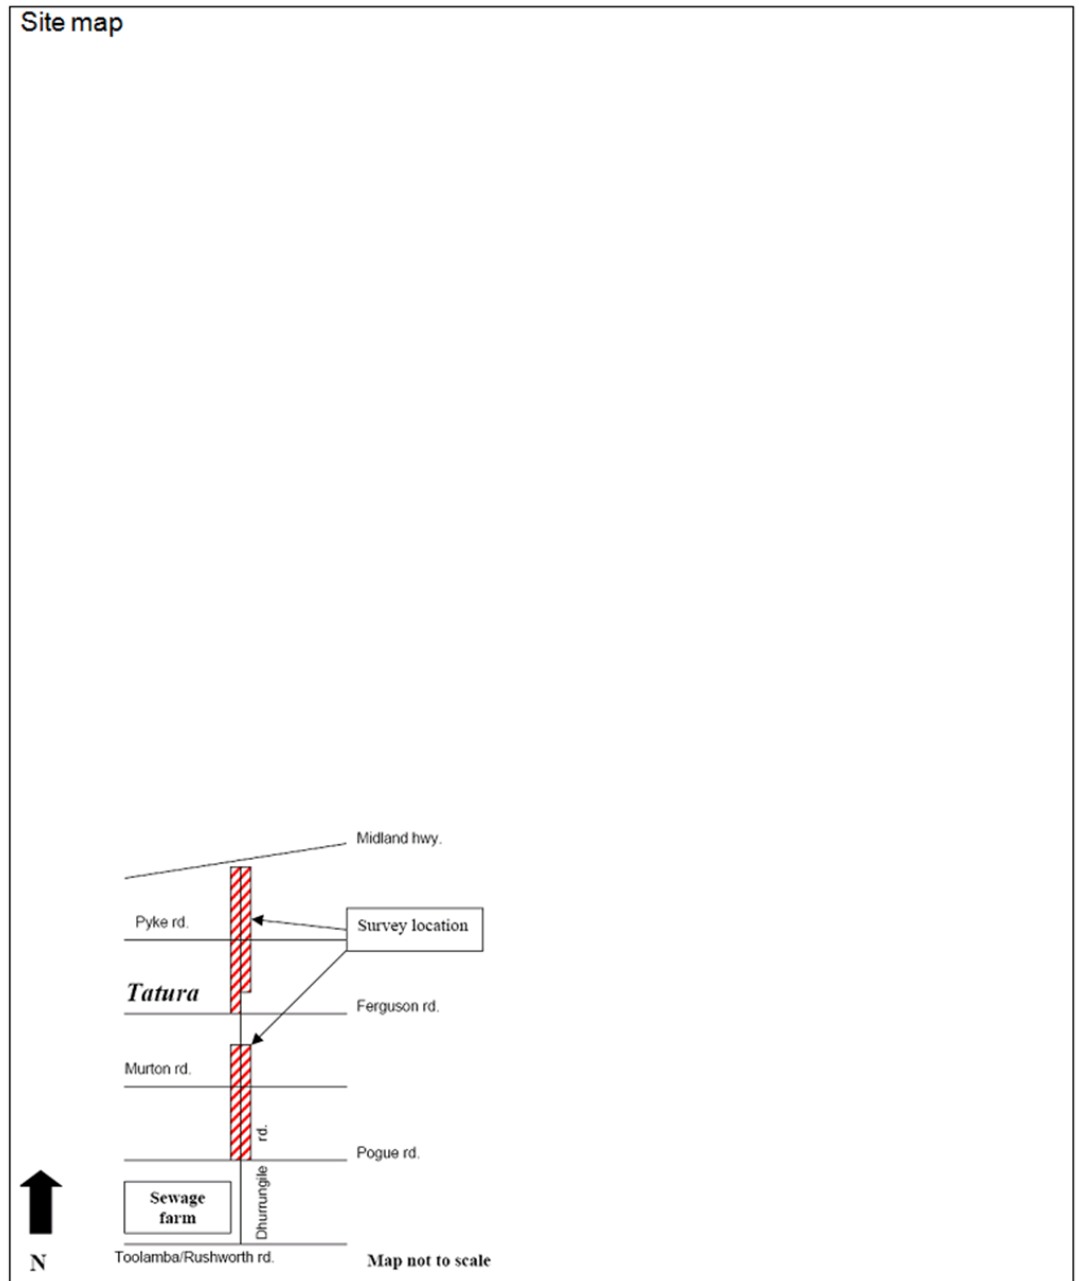 Site map
Midland hwy.
Pyke rd.
Survey location
Tatura
Ferguson rd.
Murton rd.
rd.
Pogue rd.
Dhurrungile
Sewage
farm
N
Toolamba/Rushworth rd.
Map not to scale